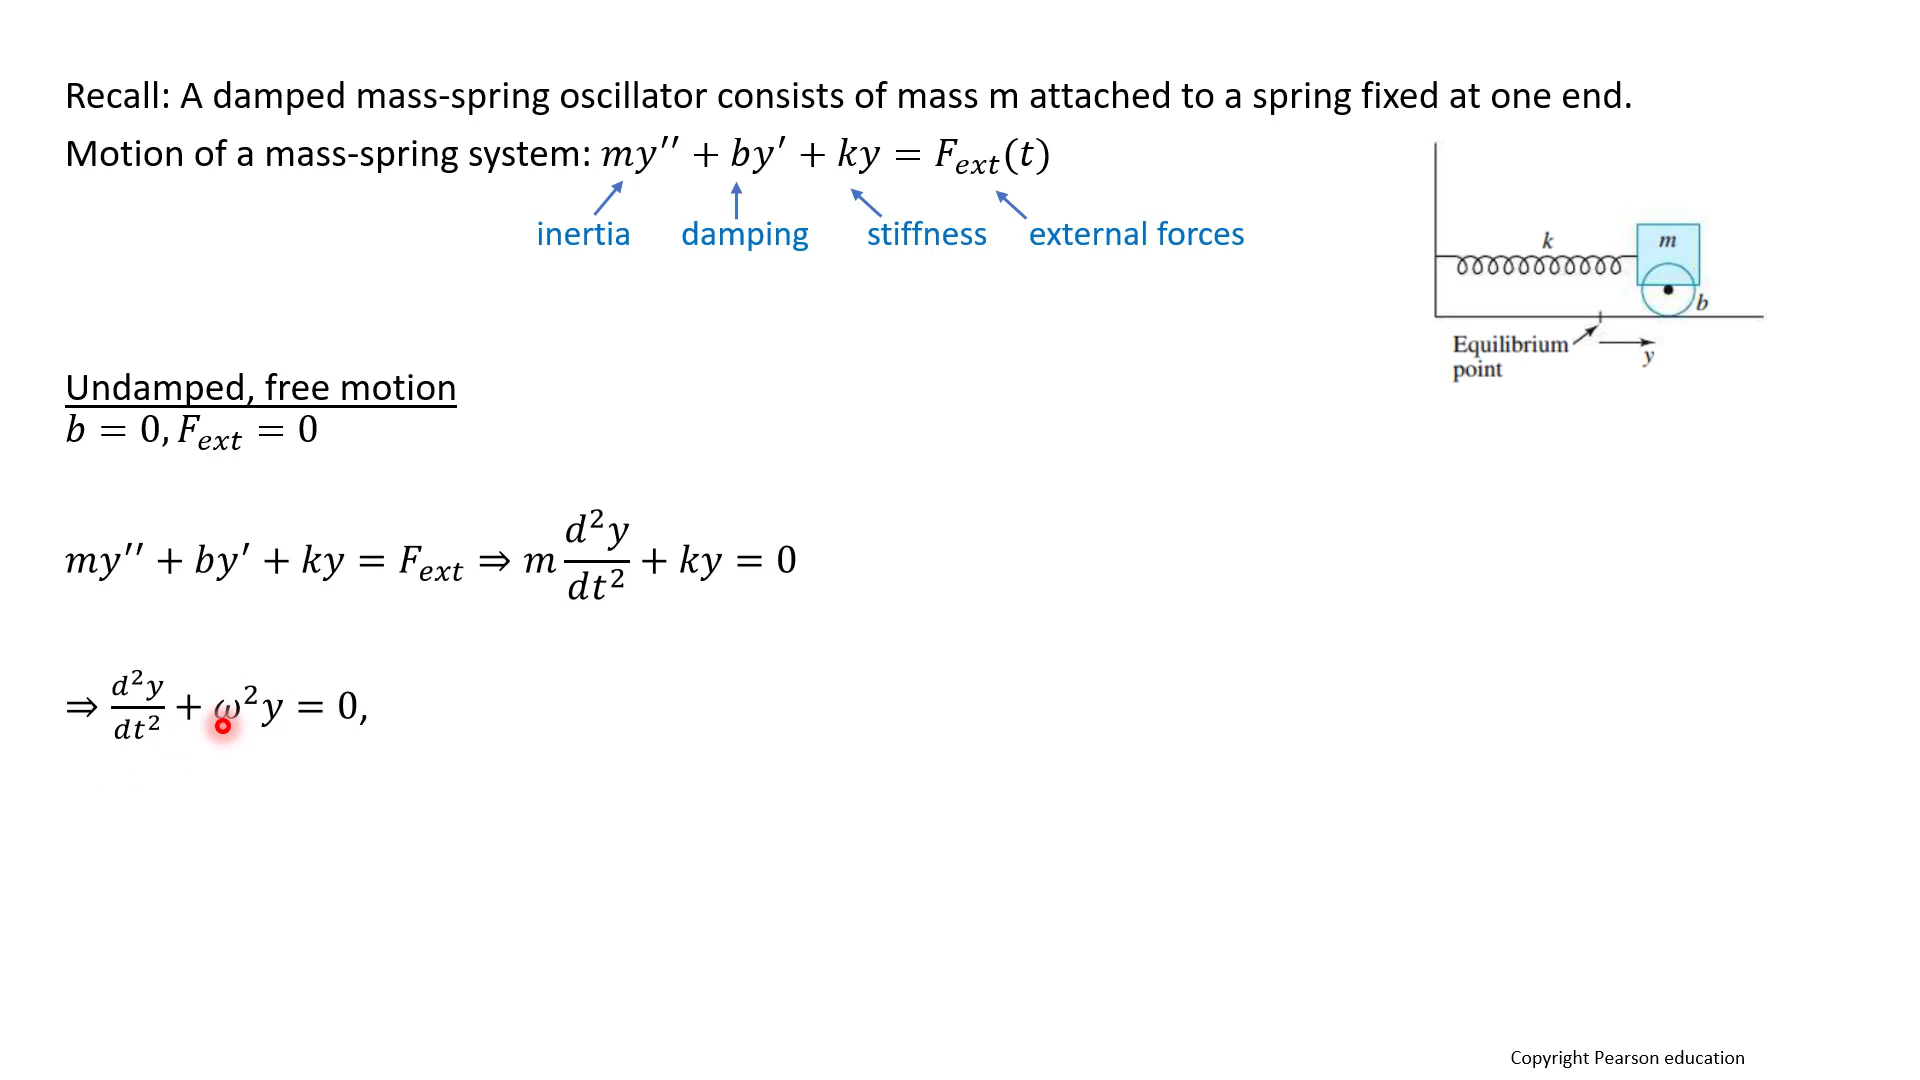 Recall: A damped mass-spring oscillator consists of mass m attached to a spring fixed at one end.
Motion of a mass-spring system: my′′ + by′ + ky = F_ext(t)
inertia damping stiffness external forces
k
m
b
Equilibrium
point
y
Undamped, free motion
b = 0, F_ext = 0
my′′ + by′ + ky = F_ext ⇒ m d²y/dt² + ky = 0
⇒ d²y/dt² + ω²y = 0,
Copyright Pearson education